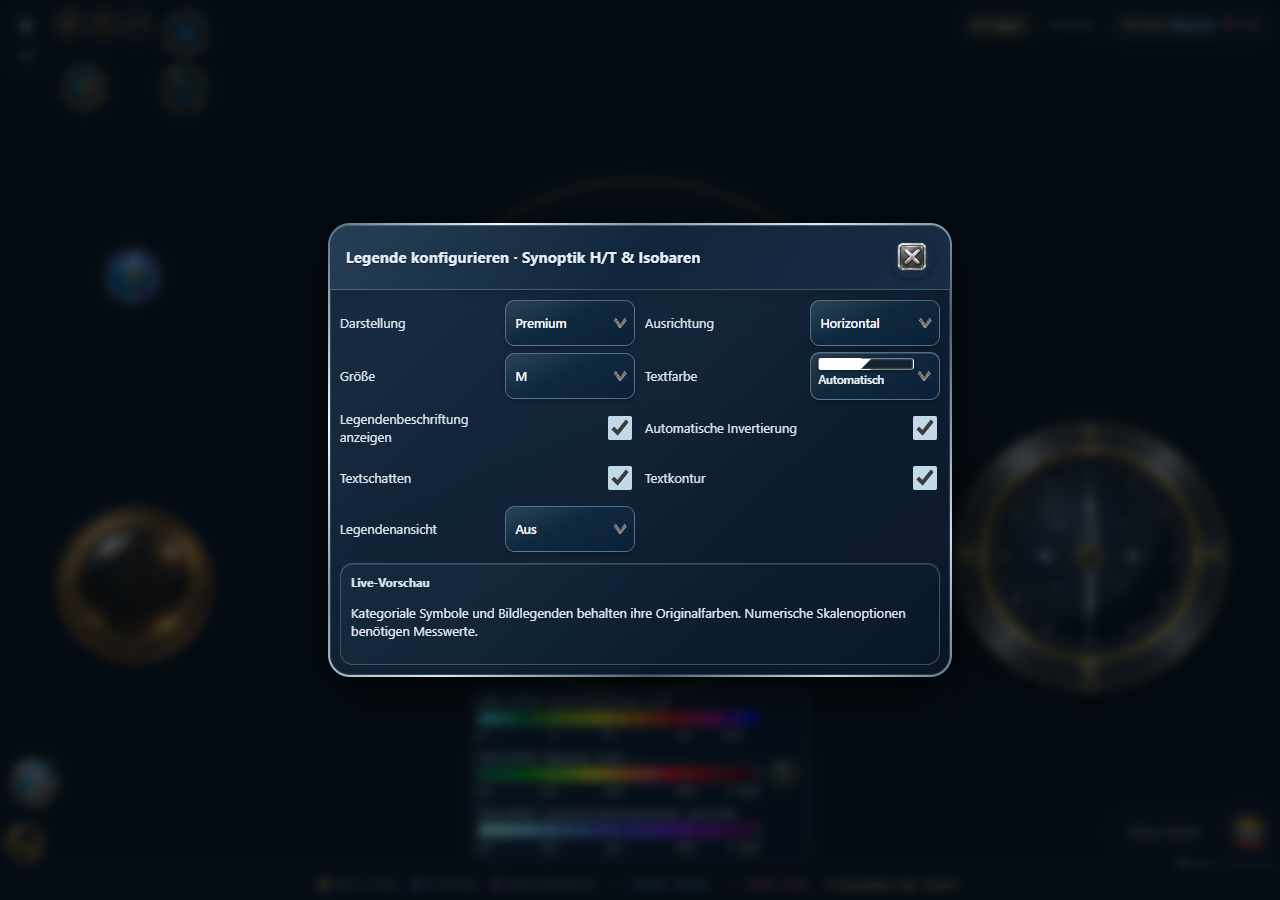 Legende konfigurieren · Synoptik H/T & Isobaren
Darstellung
Premium
Ausrichtung
Horizontal
Größe
M
Textfarbe
Automatisch
Legendenbeschriftung
anzeigen
Automatische Invertierung
Textschatten
Textkontur
Legendenansicht
Aus
Live-Vorschau
Kategoriale Symbole und Bildlegenden behalten ihre Originalfarben. Numerische Skalenoptionen
benötigen Messwerte.